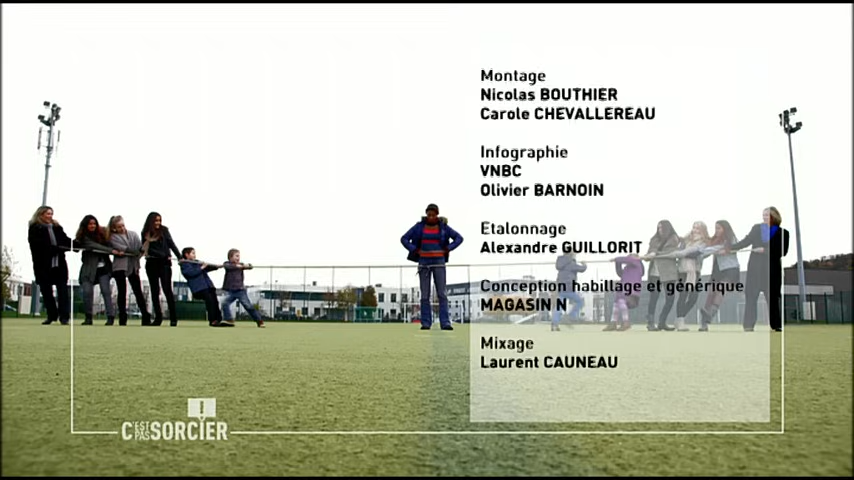 Montage
Nicolas BOUTHIER
Carole CHEVALLEREAU
Infographie
VNBC
Olivier BARNOIN
Etalonnage
Alexandre GUILLORIT
Conception habillage et générique
MAGASIN N
Mixage
Laurent CAUNEAU
!
C'EST PAS SORCIER